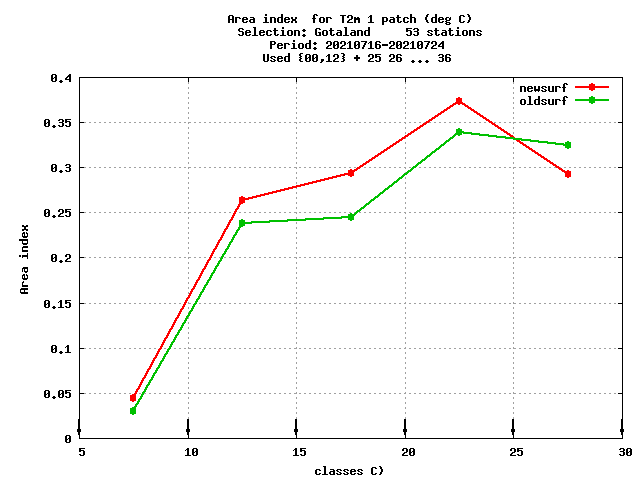 Area index  for T2m 1 patch (deg C)
Selection: Gotaland     53 stations
Period: 20210716-20210724
Used {00,12} + 25 26 ... 36
newsurf
oldsurf
Area index
0.4
0.35
0.3
0.25
0.2
0.15
0.1
0.05
0
5 10 15 20 25 30
classes C)